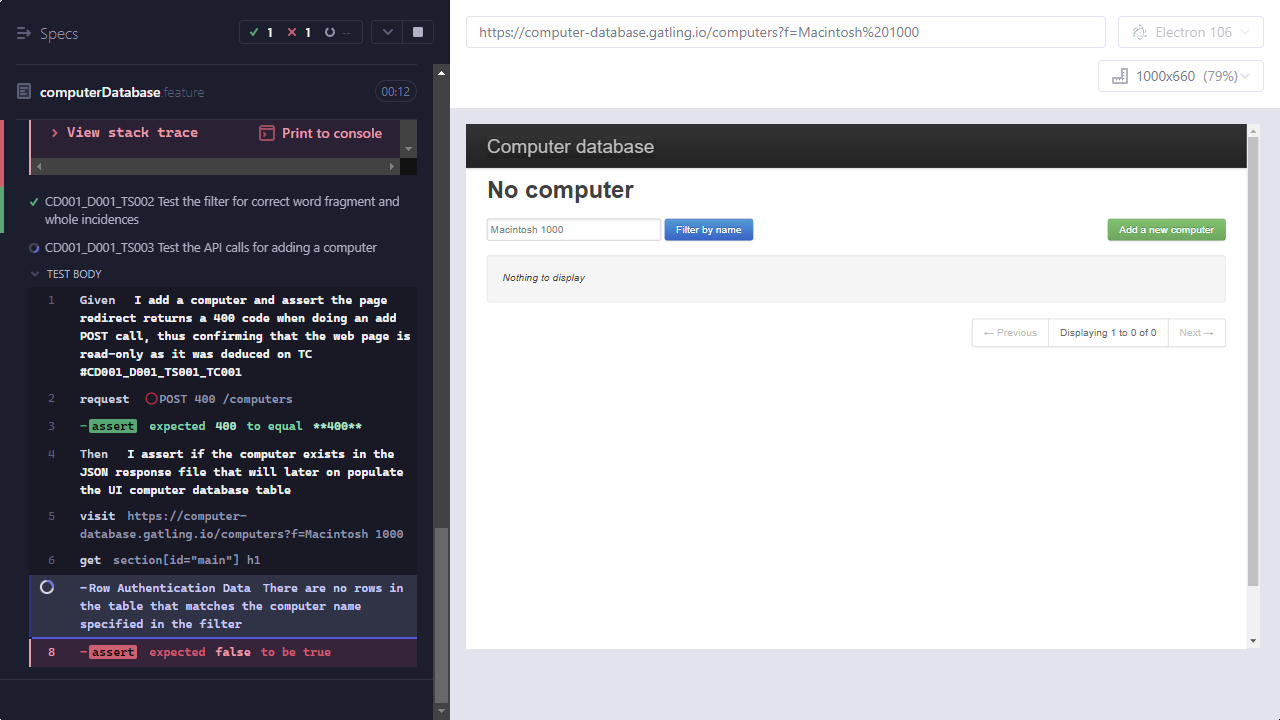 Specs
1
1
--
computerDatabase.feature
00:12
View stack trace
Print to console
CD001_D001_TS002 Test the filter for correct word fragment and
whole incidences
CD001_D001_TS003 Test the API calls for adding a computer
TEST BODY
1 Given I add a computer and assert the page
redirect returns a 400 code when doing an add
POST call, thus confirming that the web page is
read-only as it was deduced on TC
#CD001_D001_TS001_TC001
2 request POST 400 /computers
3 -assert expected 400 to equal **400**
4 Then I assert if the computer exists in the
JSON response file that will later on populate
the UI computer database table
5 visit https://computer-
database.gatling.io/computers?f=Macintosh 1000
6 get section[id="main"] h1
-Row Authentication Data There are no rows in
the table that matches the computer name
specified in the filter
8 -assert expected false to be true
https://computer-database.gatling.io/computers?f=Macintosh%201000
Electron 106
1000x660 (79%)
Computer database
No computer
Macintosh 1000
Filter by name
Add a new computer
Nothing to display
← Previous
Displaying 1 to 0 of 0
Next →